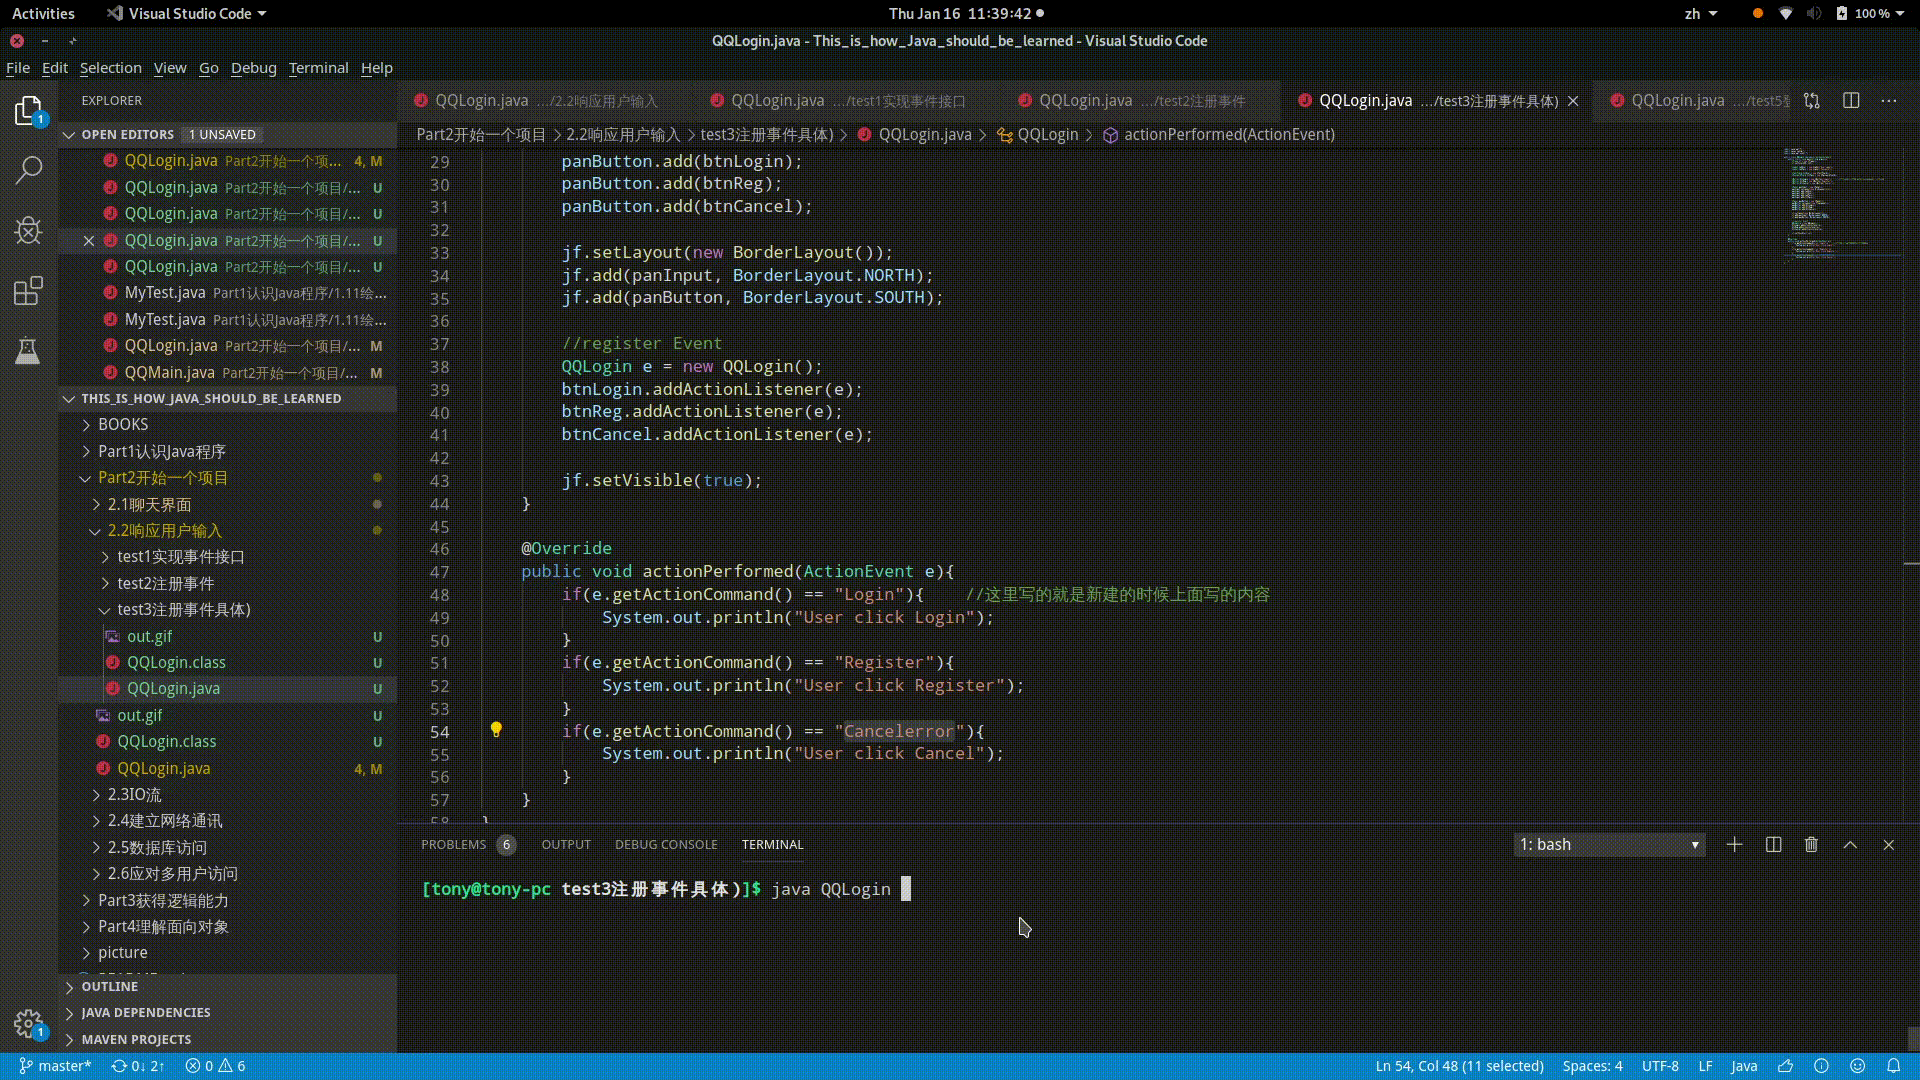 Activities Visual Studio Code Thu Jan 16 11:39:42 zh 100 %
QQLogin.java - This_is_how_Java_should_be_learned - Visual Studio Code
File Edit Selection View Go Debug Terminal Help
EXPLORER
OPEN EDITORS 1 UNSAVED
QQLogin.java Part2开始一个项... 4, M
QQLogin.java Part2开始一个项目/... U
QQLogin.java Part2开始一个项目/... U
QQLogin.java Part2开始一个项目/... U
QQLogin.java Part2开始一个项目/... U
MyTest.java Part1认识Java程序/1.11绘...
MyTest.java Part1认识Java程序/1.11绘...
QQLogin.java Part2开始一个项目/... M
QQMain.java Part2开始一个项目/... M
THIS_IS_HOW_JAVA_SHOULD_BE_LEARNED
BOOKS
Part1认识Java程序
Part2开始一个项目
2.1聊天界面
2.2响应用户输入
test1实现事件接口
test2注册事件
test3注册事件具体)
out.gif U
QQLogin.class U
QQLogin.java U
out.gif U
QQLogin.class U
QQLogin.java 4, M
2.3IO流
2.4建立网络通讯
2.5数据库访问
2.6应对多用户访问
Part3获得逻辑能力
Part4理解面向对象
picture
OUTLINE
JAVA DEPENDENCIES
MAVEN PROJECTS
1
1
QQLogin.java .../2.2响应用户输入 QQLogin.java .../test1实现事件接口 QQLogin.java .../test2注册事件 QQLogin.java .../test3注册事件具体) QQLogin.java .../test5
Part2开始一个项目 > 2.2响应用户输入 > test3注册事件具体) > QQLogin.java > QQLogin > actionPerformed(ActionEvent)
29 panButton.add(btnLogin);
30 panButton.add(btnReg);
31 panButton.add(btnCancel);
32
33 jf.setLayout(new BorderLayout());
34 jf.add(panInput, BorderLayout.NORTH);
35 jf.add(panButton, BorderLayout.SOUTH);
36
37 //register Event
38 QQLogin e = new QQLogin();
39 btnLogin.addActionListener(e);
40 btnReg.addActionListener(e);
41 btnCancel.addActionListener(e);
42
43 jf.setVisible(true);
44 }
45
46 @Override
47 public void actionPerformed(ActionEvent e){
48 if(e.getActionCommand() == "Login"){ //这里写的就是新建的时候上面写的内容
49 System.out.println("User click Login");
50 }
51 if(e.getActionCommand() == "Register"){
52 System.out.println("User click Register");
53 }
54 if(e.getActionCommand() == "Cancelerror"){
55 System.out.println("User click Cancel");
56 }
57 }
58 }
PROBLEMS 6 OUTPUT DEBUG CONSOLE TERMINAL 1: bash
[tony@tony-pc test3注册事件具体)]$ java QQLogin
master* 0↓ 2↑ 0 6 Ln 54, Col 48 (11 selected) Spaces: 4 UTF-8 LF Java